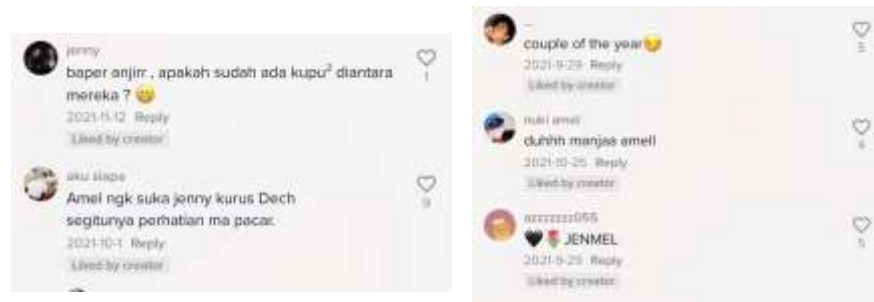 jenny
baper anjirr , apakah sudah ada kupu² diantara
mereka ? 😁
1
2021-11-12 Reply
Liked by creator
aku siapa
Amel ngk suka jenny kurus Dech
segitunya perhatian ma pacar.
9
2021-10-1 Reply
Liked by creator
couple of the year😏
5
2021-9-29 Reply
Liked by creator
nuki amel
duhhh manjaa amell
4
2021-10-25 Reply
Liked by creator
🖤🌷 JENMEL
5
2021-9-25 Reply
Liked by creator